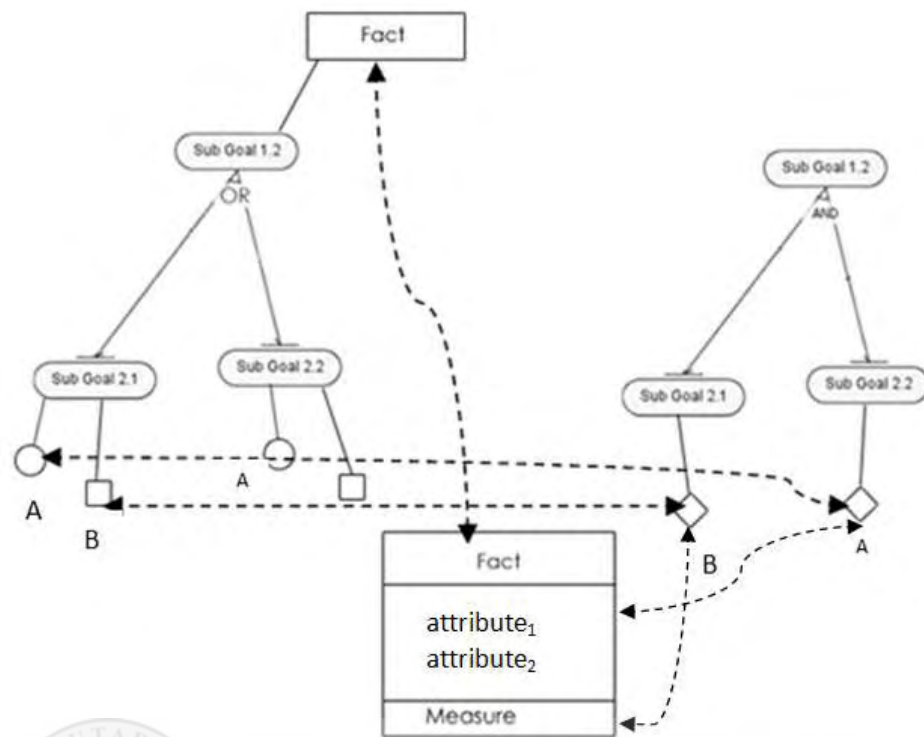 Fact
Sub Goal 1.2
OR
Sub Goal 1.2
AND
Sub Goal 2.1
Sub Goal 2.2
Sub Goal 2.1
Sub Goal 2.2
A
B
A
B
A
Fact
attribute₁
attribute₂
Measure